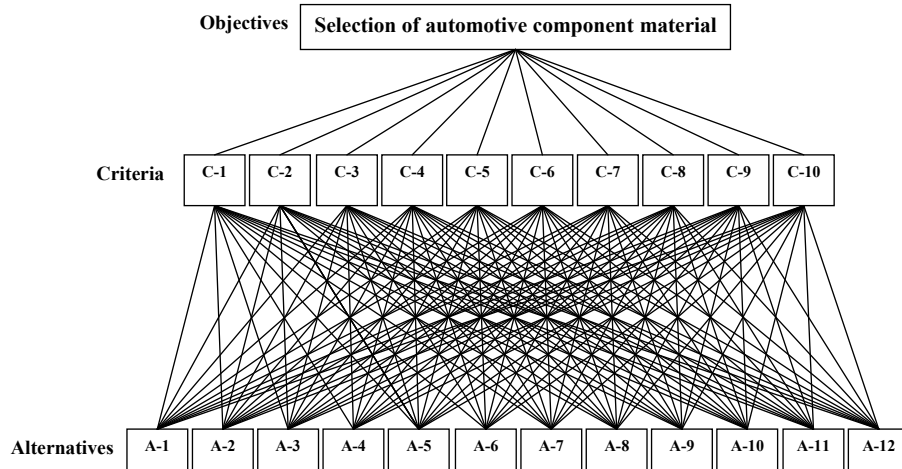 Objectives Selection of automotive component material
Criteria C-1 C-2 C-3 C-4 C-5 C-6 C-7 C-8 C-9 C-10
Alternatives A-1 A-2 A-3 A-4 A-5 A-6 A-7 A-8 A-9 A-10 A-11 A-12